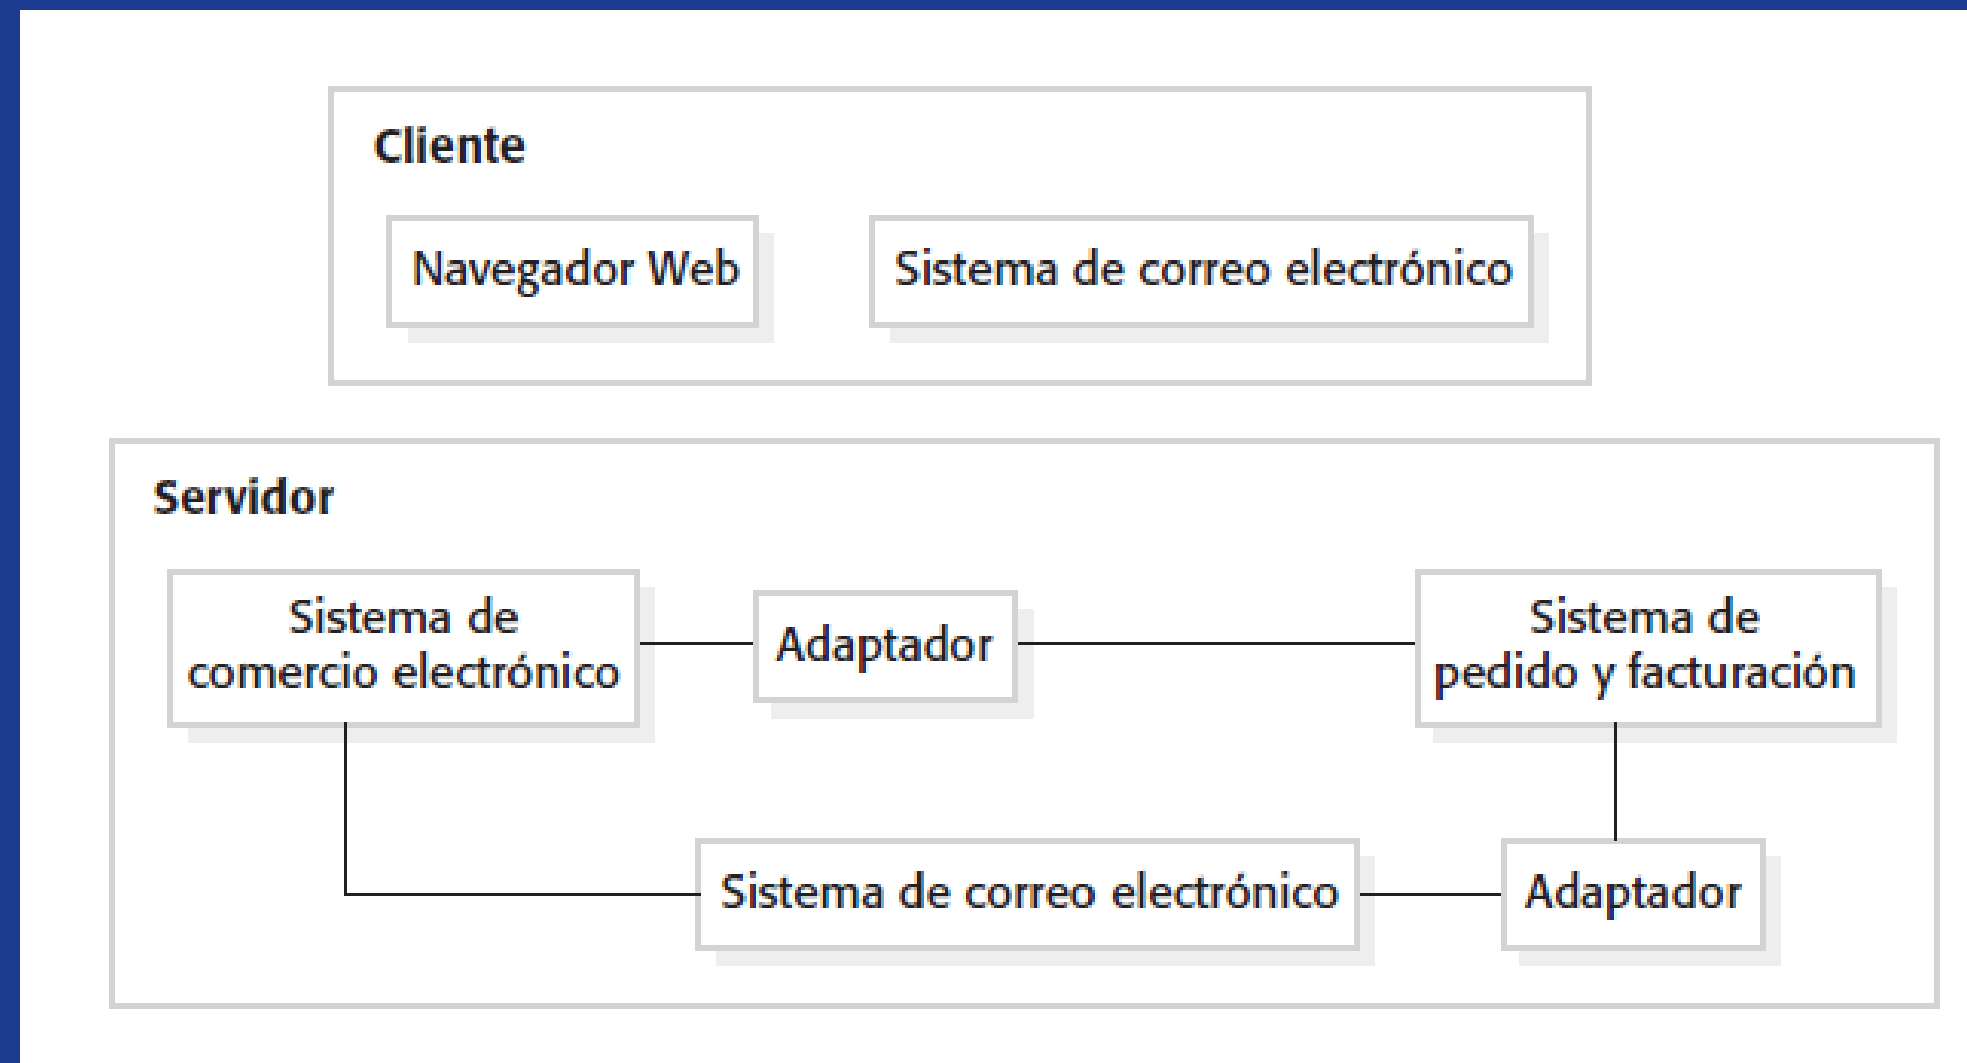 Cliente
Navegador Web
Sistema de correo electrónico
Servidor
Sistema de
comercio electrónico
Adaptador
Sistema de
pedido y facturación
Sistema de correo electrónico
Adaptador